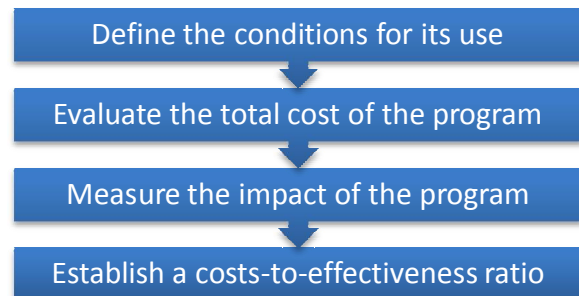 Define the conditions for its use
Evaluate the total cost of the program
Measure the impact of the program
Establish a costs-to-effectiveness ratio